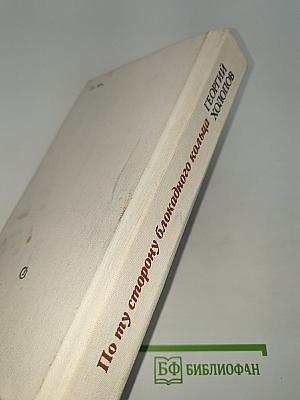 ГЕОРГИЙ
ХОЛОПОВ
По ту сторону блокадного кольца
БФ БИБЛИОФАН